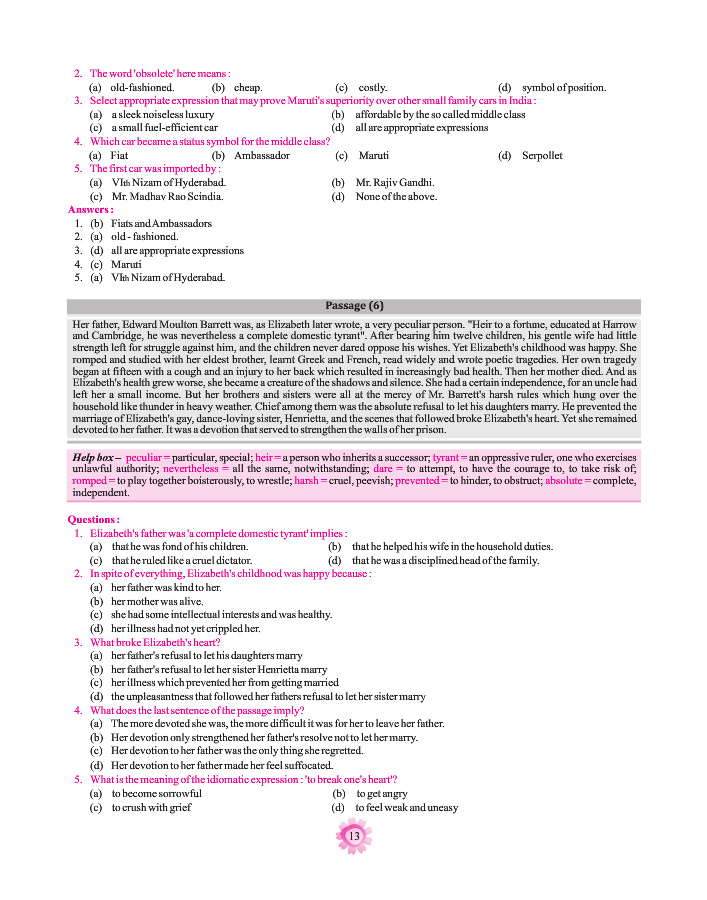 2. The word 'obsolete' here means :
(a) old-fashioned. (b) cheap. (c) costly. (d) symbol of position.
3. Select appropriate expression that may prove Maruti's superiority over other small family cars in India :
(a) a sleek noiseless luxury (b) affordable by the so called middle class
(c) a small fuel-efficient car (d) all are appropriate expressions
4. Which car became a status symbol for the middle class?
(a) Fiat (b) Ambassador (c) Maruti (d) Serpollet
5. The first car was imported by :
(a) VIth Nizam of Hyderabad. (b) Mr. Rajiv Gandhi.
(c) Mr. Madhav Rao Scindia. (d) None of the above.
Answers :
1. (b) Fiats and Ambassadors
2. (a) old - fashioned.
3. (d) all are appropriate expressions
4. (c) Maruti
5. (a) VIth Nizam of Hyderabad.
Passage (6)
Her father, Edward Moulton Barrett was, as Elizabeth later wrote, a very peculiar person. "Heir to a fortune, educated at Harrow
and Cambridge, he was nevertheless a complete domestic tyrant". After bearing him twelve children, his gentle wife had little
strength left for struggle against him, and the children never dared oppose his wishes. Yet Elizabeth's childhood was happy. She
romped and studied with her eldest brother, learnt Greek and French, read widely and wrote poetic tragedies. Her own tragedy
began at fifteen with a cough and an injury to her back which resulted in increasingly bad health. Then her mother died. And as
Elizabeth's health grew worse, she became a creature of the shadows and silence. She had a certain independence, for an uncle had
left her a small income. But her brothers and sisters were all at the mercy of Mr. Barrett's harsh rules which hung over the
household like thunder in heavy weather. Chief among them was the absolute refusal to let his daughters marry. He prevented the
marriage of Elizabeth's gay, dance-loving sister, Henrietta, and the scenes that followed broke Elizabeth's heart. Yet she remained
devoted to her father. It was a devotion that served to strengthen the walls of her prison.
Help box – peculiar = particular, special; heir = a person who inherits a successor; tyrant = an oppressive ruler, one who exercises
unlawful authority; nevertheless = all the same, notwithstanding; dare = to attempt, to have the courage to, to take risk of;
romped = to play together boisterously, to wrestle; harsh = cruel, peevish; prevented = to hinder, to obstruct; absolute = complete,
independent.
Questions :
1. Elizabeth's father was 'a complete domestic tyrant' implies :
(a) that he was fond of his children. (b) that he helped his wife in the household duties.
(c) that he ruled like a cruel dictator. (d) that he was a disciplined head of the family.
2. In spite of everything, Elizabeth's childhood was happy because :
(a) her father was kind to her.
(b) her mother was alive.
(c) she had some intellectual interests and was healthy.
(d) her illness had not yet crippled her.
3. What broke Elizabeth's heart?
(a) her father's refusal to let his daughters marry
(b) her father's refusal to let her sister Henrietta marry
(c) her illness which prevented her from getting married
(d) the unpleasantness that followed her fathers refusal to let her sister marry
4. What does the last sentence of the passage imply?
(a) The more devoted she was, the more difficult it was for her to leave her father.
(b) Her devotion only strengthened her father's resolve not to let her marry.
(c) Her devotion to her father was the only thing she regretted.
(d) Her devotion to her father made her feel suffocated.
5. What is the meaning of the idiomatic expression : 'to break one's heart'?
(a) to become sorrowful (b) to get angry
(c) to crush with grief (d) to feel weak and uneasy
13